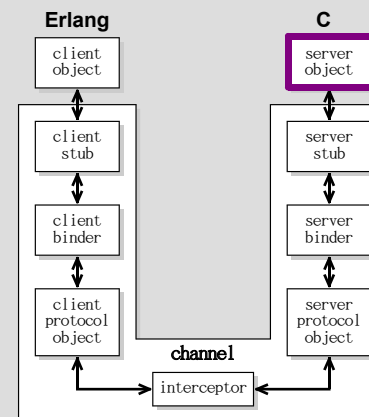 Erlang
C
client
object
server
object
client
stub
server
stub
client
binder
server
binder
client
protocol
object
server
protocol
object
channel
interceptor